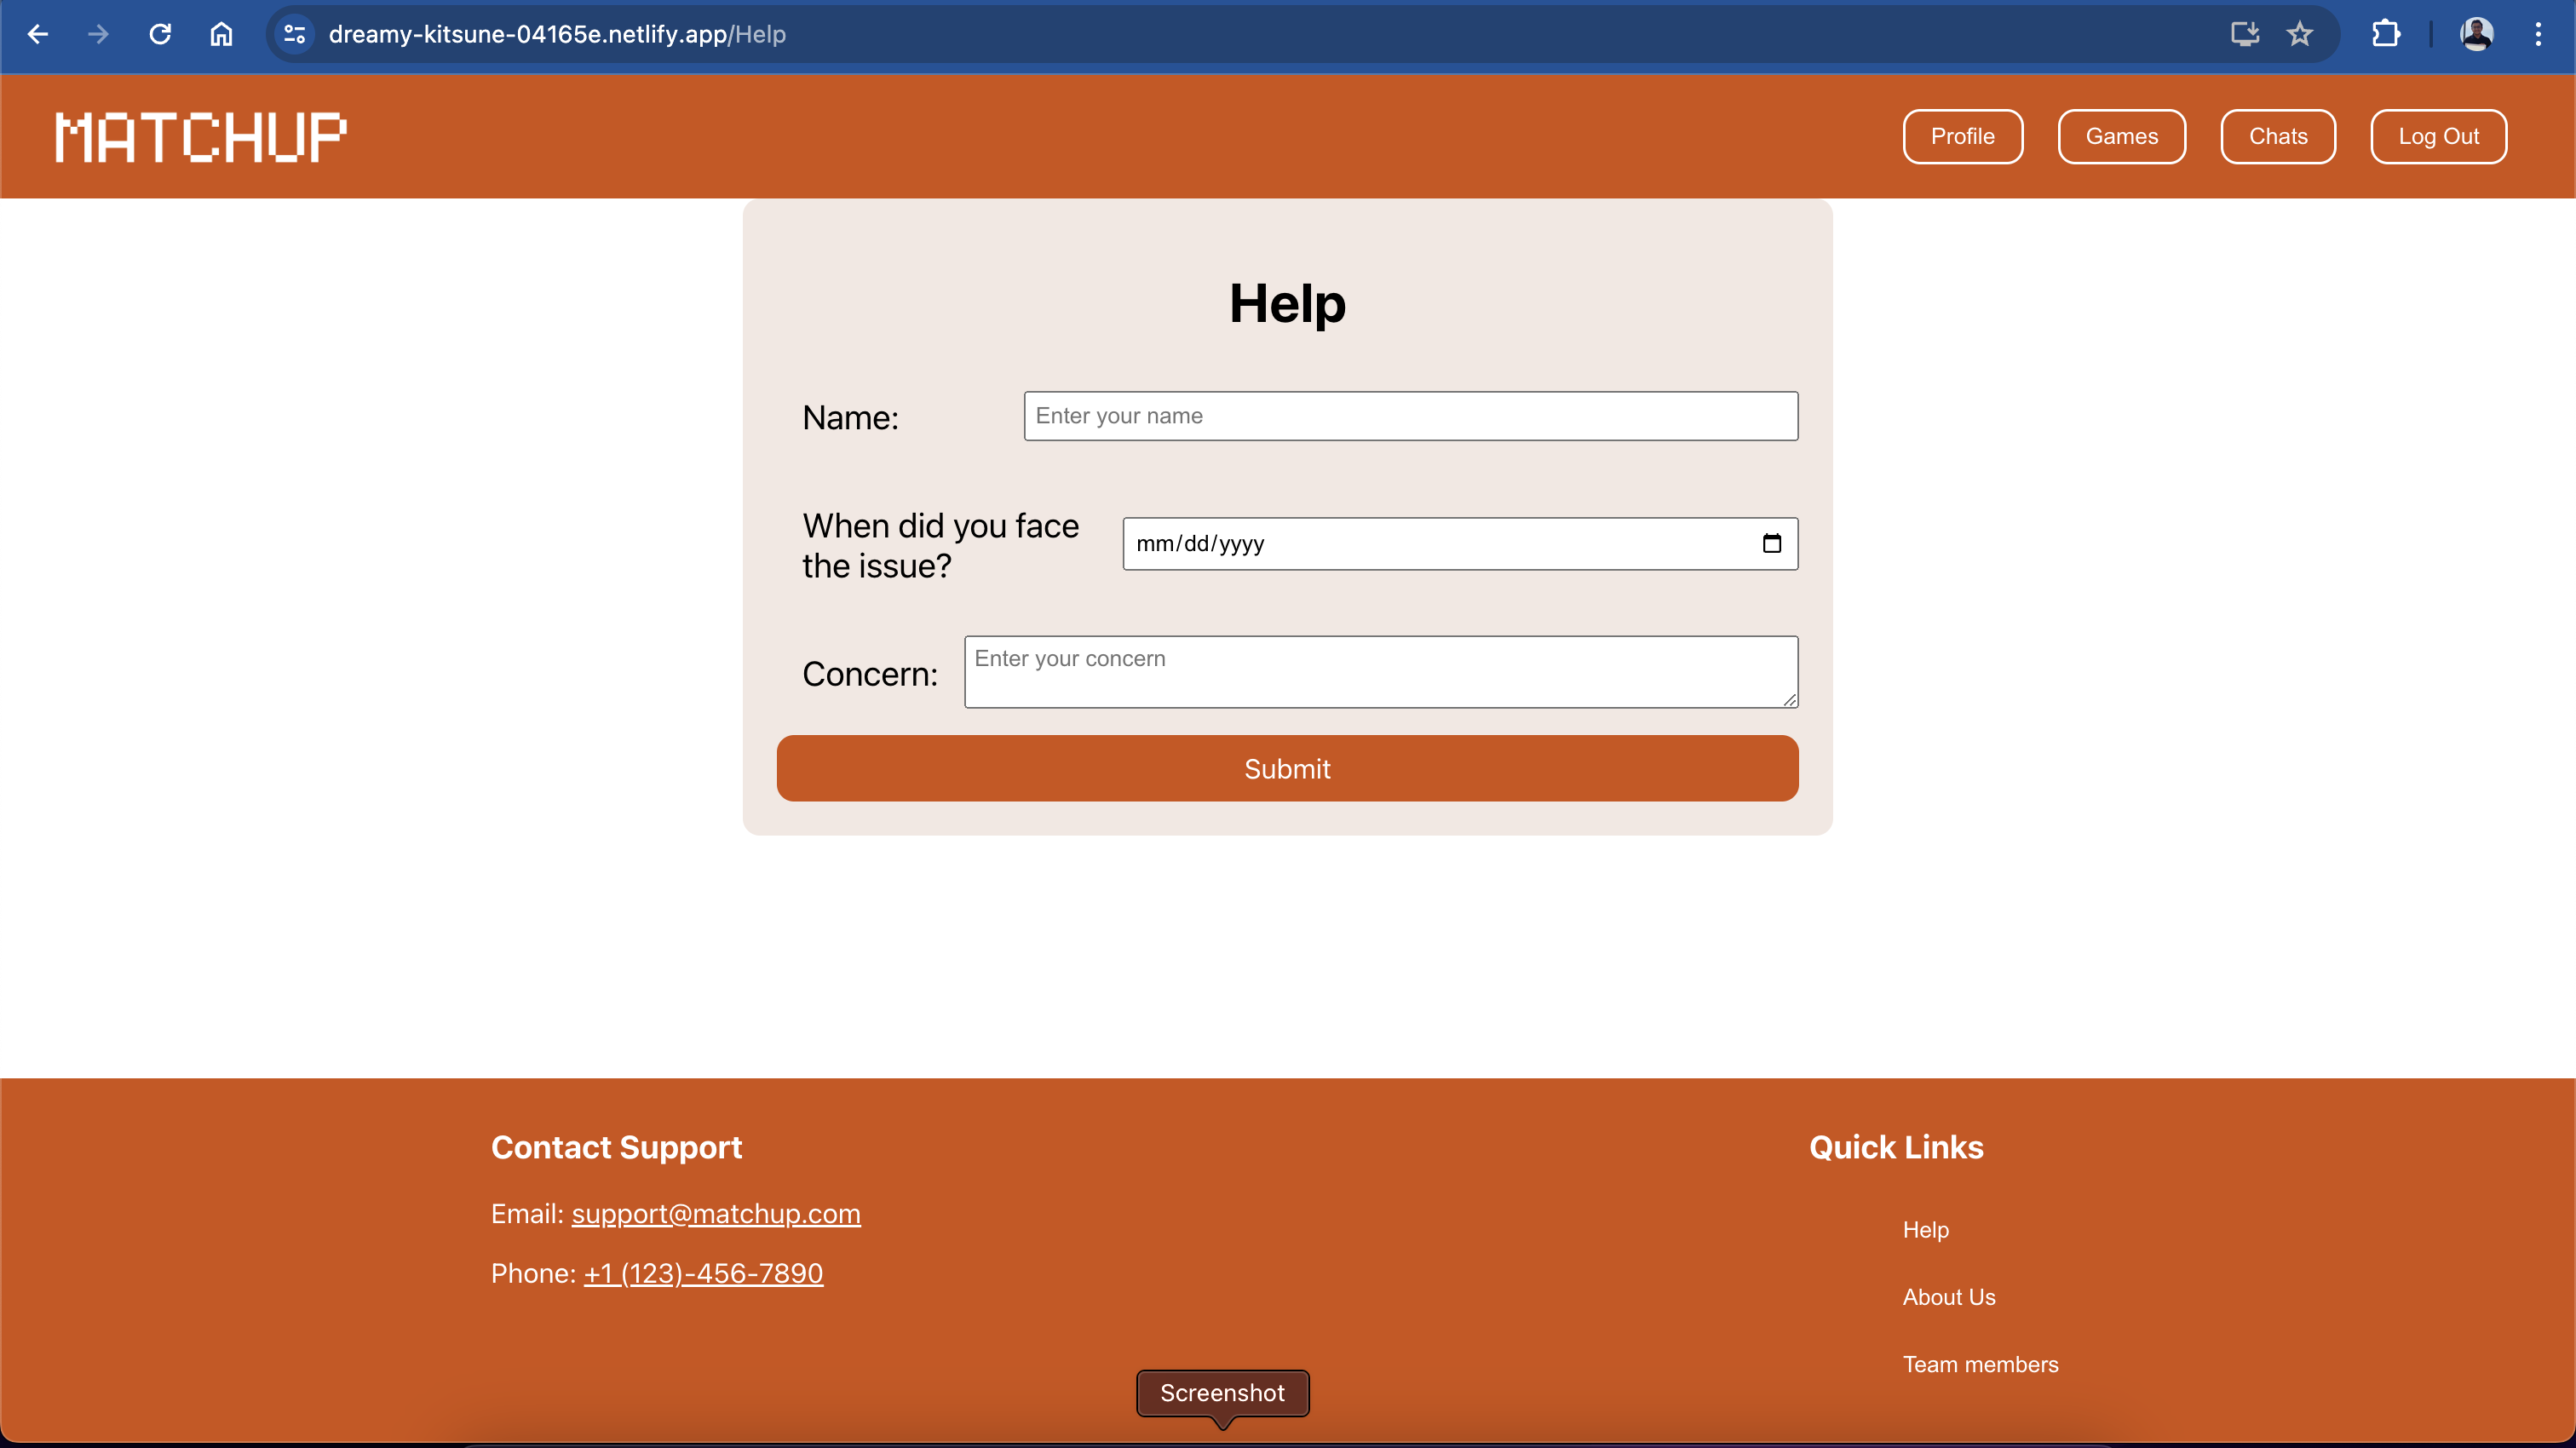 dreamy-kitsune-04165e.netlify.app/Help
MATCHUP
Profile
Games
Chats
Log Out
Help
Name:
Enter your name
When did you face
the issue?
mm/dd/yyyy
Concern:
Enter your concern
Submit
Contact Support
Email: support@matchup.com
Phone: +1 (123)-456-7890
Quick Links
Help
About Us
Team members
Screenshot